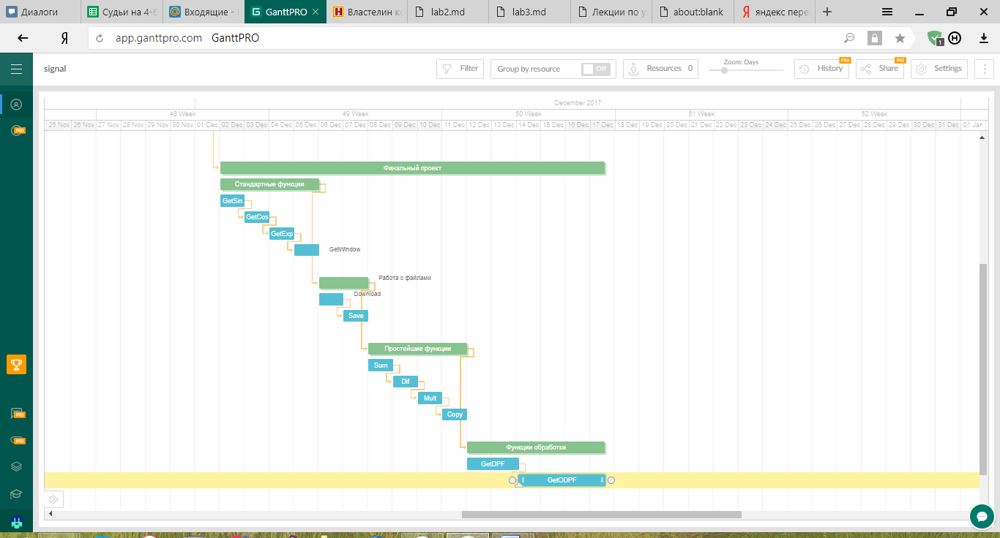 Диалоги
Судьи на 4-6
Входящие -
GanttPRO
Властелин ко
lab2.md
lab3.md
Лекции по у
about:blank
яндекс пере
app.ganttpro.com GanttPRO
1
signal
Filter
Group by resource Off
Resources 0
Zoom: Days
History PRO
Share PRO
Settings
PRO
PRO
PRO
December 2017
48 Week 49 Week 50 Week 51 Week 52 Week
25 Nov 26 Nov 27 Nov 28 Nov 29 Nov 30 Nov 01 Dec 02 Dec 03 Dec 04 Dec 05 Dec 06 Dec 07 Dec 08 Dec 09 Dec 10 Dec 11 Dec 12 Dec 13 Dec 14 Dec 15 Dec 16 Dec 17 Dec 18 Dec 19 Dec 20 Dec 21 Dec 22 Dec 23 Dec 24 Dec 25 Dec 26 Dec 27 Dec 28 Dec 29 Dec 30 Dec 31 Dec 01 Jan
Финальный проект
Стандартные функции
GetSin
GetCos
GetExp
GetWindow
Работа с файлами
Download
Save
Простейшие функции
Sum
Dif
Mult
Copy
Функции обработки
GetDPF
GetODPF